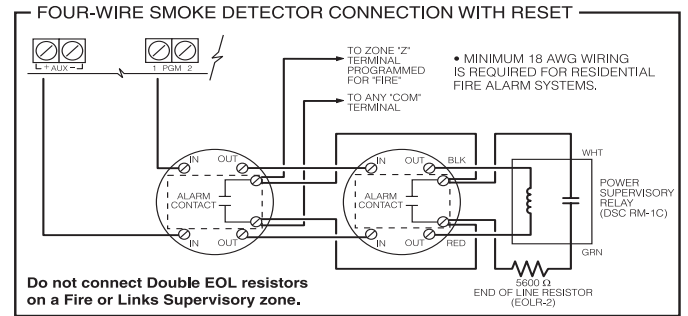 FOUR-WIRE SMOKE DETECTOR CONNECTION WITH RESET
+ AUX -
1 PGM 2
TO ZONE "Z"
TERMINAL
PROGRAMMED
FOR "FIRE"
TO ANY "COM"
TERMINAL
• MINIMUM 18 AWG WIRING
IS REQUIRED FOR RESIDENTIAL
FIRE ALARM SYSTEMS.
IN
OUT
ALARM
CONTACT
IN
OUT
IN
OUT
BLK
ALARM
CONTACT
IN
OUT
RED
WHT
POWER
SUPERVISORY
RELAY
(DSC RM-1C)
GRN
5600 Ω
END OF LINE RESISTOR
(EOLR-2)
Do not connect Double EOL resistors
on a Fire or Links Supervisory zone.